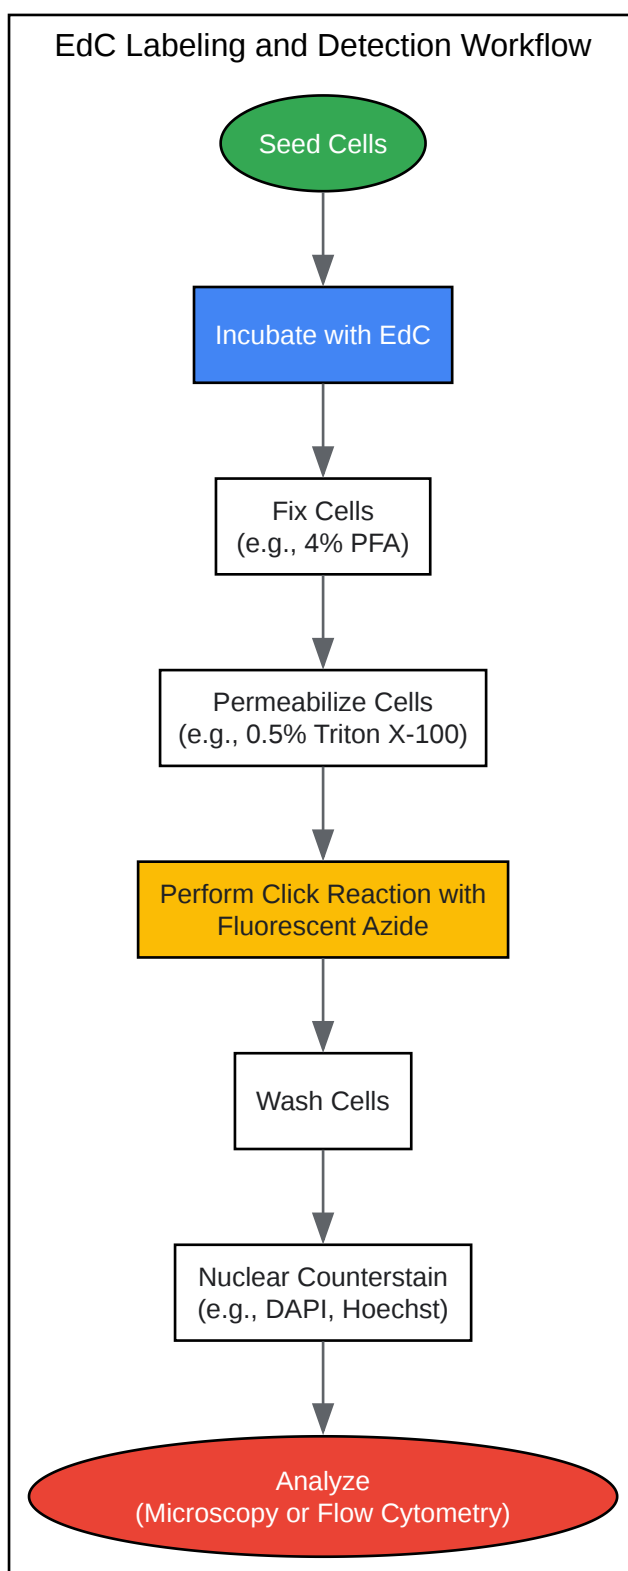 EdC Labeling and Detection Workflow
Seed Cells
Incubate with EdC
Fix Cells
(e.g., 4% PFA)
Permeabilize Cells
(e.g., 0.5% Triton X-100)
Perform Click Reaction with
Fluorescent Azide
Wash Cells
Nuclear Counterstain
(e.g., DAPI, Hoechst)
Analyze
(Microscopy or Flow Cytometry)